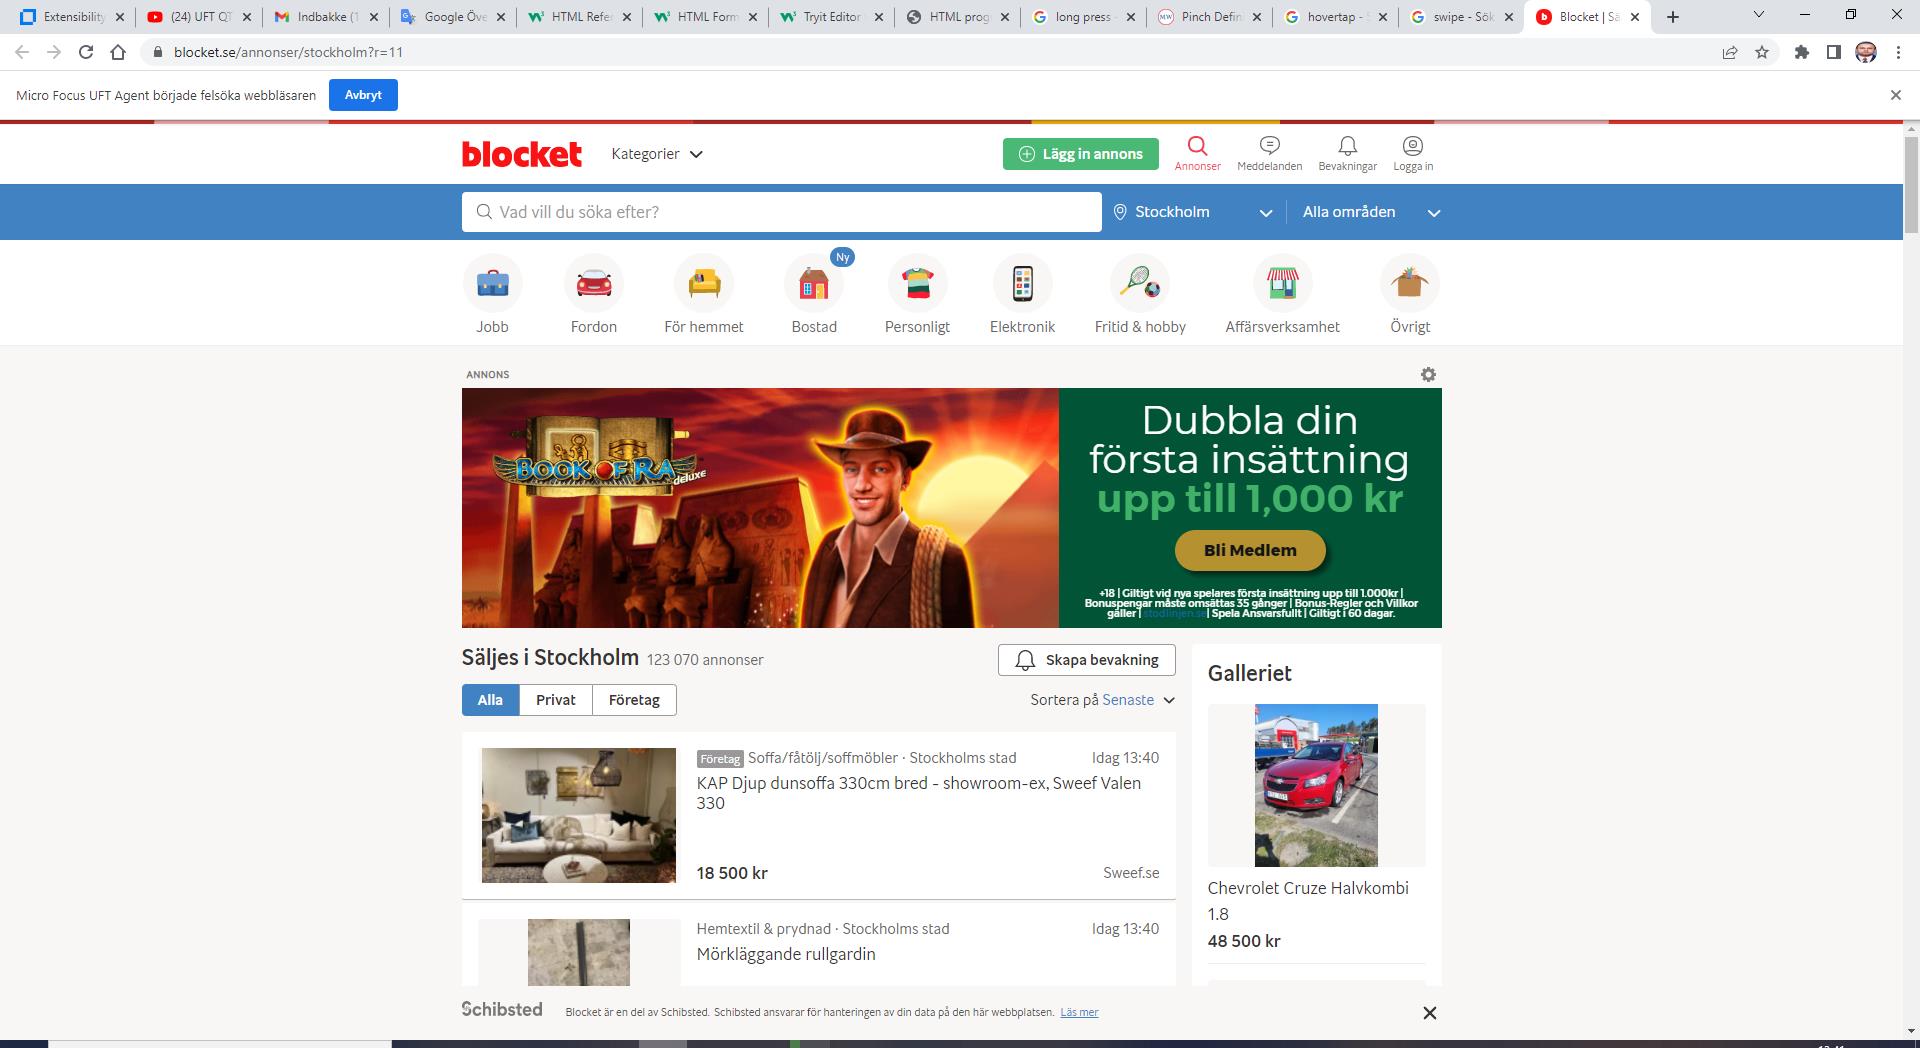 Extensibility
(24) UFT QT
Indbakke (1
Google Öve
HTML Refer
HTML Form
Tryit Editor
HTML prog
long press -
Pinch Defin
hovertap - S
swipe - Sök
Blocket | Sä
blocket.se/annonser/stockholm?r=11
Micro Focus UFT Agent började felsöka webbläsaren
Avbryt
blocket
Kategorier
Lägg in annons
Annonser
Meddelanden
Bevakningar
Logga in
Vad vill du söka efter?
Stockholm
Alla områden
Ny
Jobb
Fordon
För hemmet
Bostad
Personligt
Elektronik
Fritid & hobby
Affärsverksamhet
Övrigt
ANNONS
BOOK OF RA
deluxe
Dubbla din
första insättning
upp till 1,000 kr
Bli Medlem
+18 | Giltigt vid nya spelares första insättning upp till 1.000kr |
Bonuspengar måste omsättas 35 gånger | Bonus-Regler och Villkor
gäller | stodlinjen.se | Spela Ansvarsfullt | Giltigt i 60 dagar.
Säljes i Stockholm 123 070 annonser
Skapa bevakning
Alla
Privat
Företag
Sortera på Senaste
Företag Soffa/fåtölj/soffmöbler · Stockholms stad
Idag 13:40
KAP Djup dunsoffa 330cm bred - showroom-ex, Sweef Valen
330
18 500 kr
Sweef.se
Hemtextil & prydnad · Stockholms stad
Idag 13:40
Mörkläggande rullgardin
Galleriet
Chevrolet Cruze Halvkombi
1.8
48 500 kr
Schibsted
Blocket är en del av Schibsted. Schibsted ansvarar för hanteringen av din data på den här webbplatsen. Läs mer